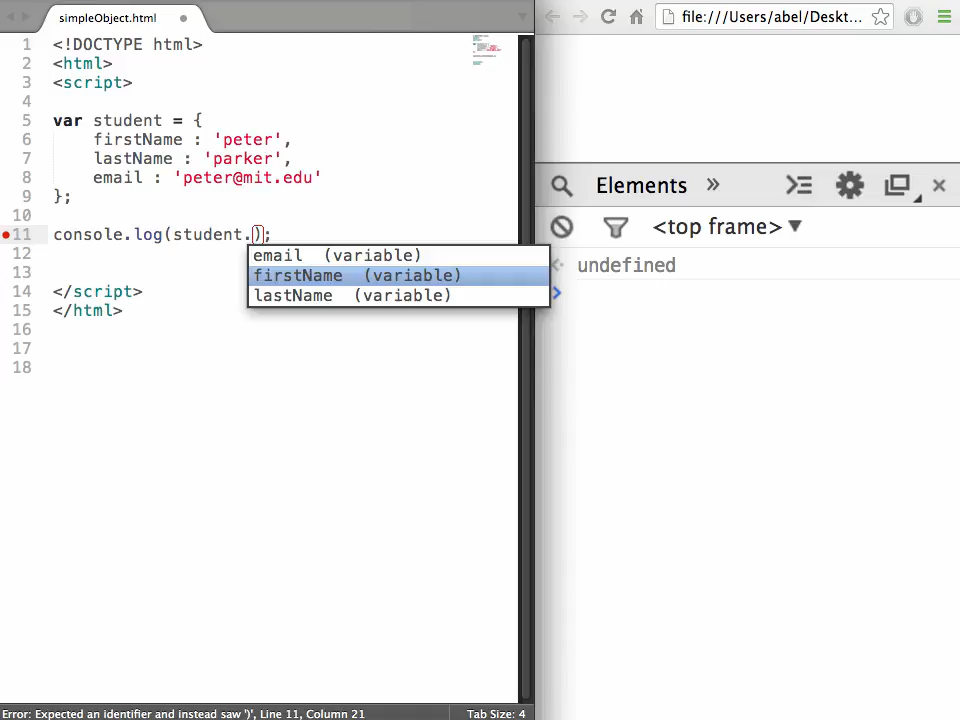 simpleObject.html
file:///Users/abel/Deskt...
1 <!DOCTYPE html>
2 <html>
3 <script>
4
5 var student = {
6 firstName : 'peter',
7 lastName : 'parker',
8 email : 'peter@mit.edu'
9 };
10
11 console.log(student.);
email (variable)
firstName (variable)
lastName (variable)
12
13
14 </script>
15 </html>
16
17
18
Elements »
<top frame> ▼
undefined
>
Error: Expected an identifier and instead saw ')', Line 11, Column 21
Tab Size: 4